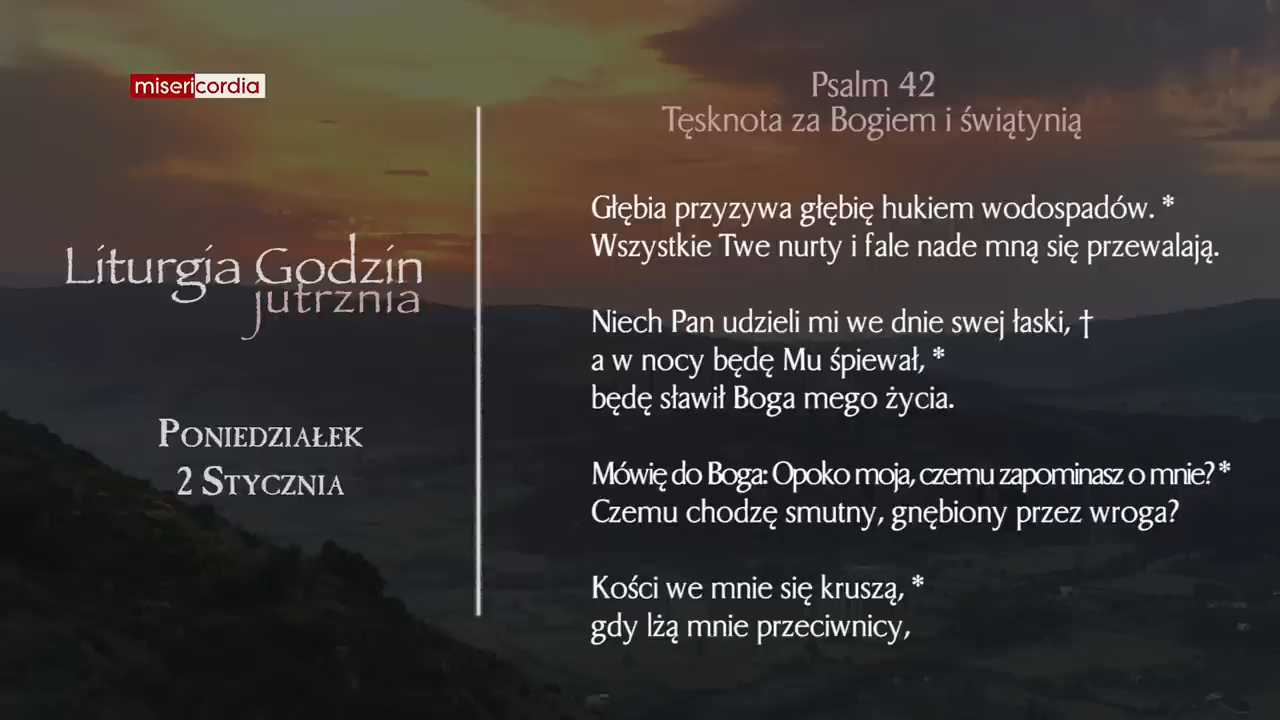 misericordia
Liturgia Godzin
jutrznia
Poniedziałek
2 Stycznia
Psalm 42
Tęsknota za Bogiem i świątynią
Głębia przyzywa głębię hukiem wodospadów. *
Wszystkie Twe nurty i fale nade mną się przewalają.
Niech Pan udzieli mi we dnie swej łaski, †
a w nocy będę Mu śpiewał, *
będę sławił Boga mego życia.
Mówię do Boga: Opoko moja, czemu zapominasz o mnie? *
Czemu chodzę smutny, gnębiony przez wroga?
Kości we mnie się kruszą, *
gdy lżą mnie przeciwnicy,